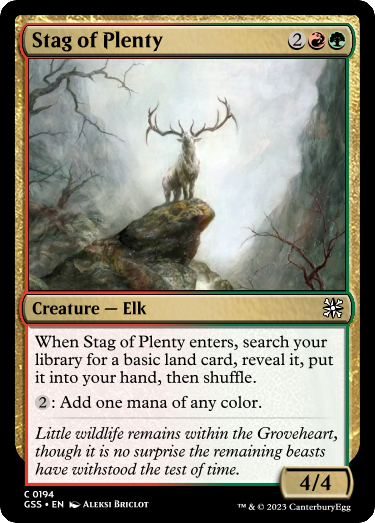 Stag of Plenty 2
Creature — Elk
When Stag of Plenty enters, search your
library for a basic land card, reveal it, put
it into your hand, then shuffle.
2: Add one mana of any color.
Little wildlife remains within the Groveheart,
though it is no surprise the remaining beasts
have withstood the test of time.
4/4
C 0194
GSS • EN ALEKSI BRICLOT
™ & © 2023 CanterburyEgg